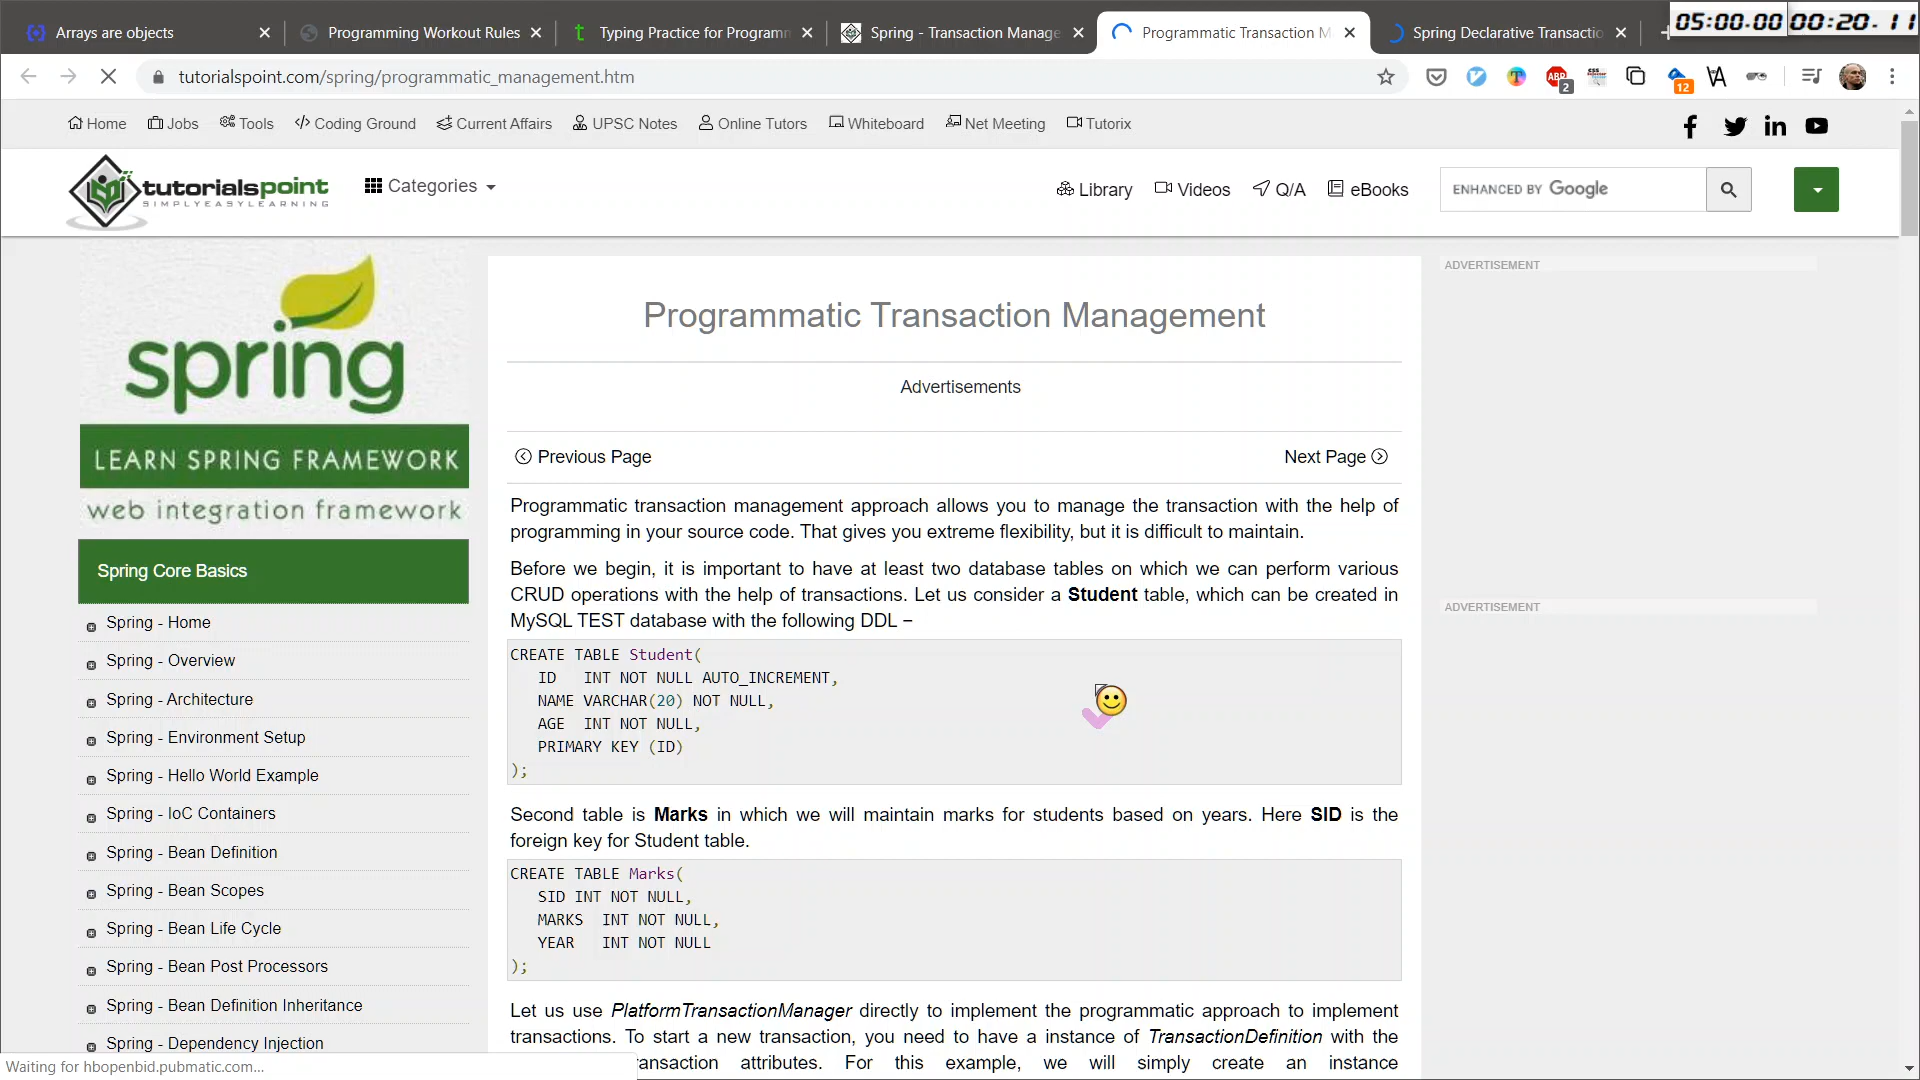 Arrays are objects
Programming Workout Rules
Typing Practice for Programm
Spring - Transaction Manage
Programmatic Transaction M
Spring Declarative Transactio
05:00.00 00:20.11
tutorialspoint.com/spring/programmatic_management.htm
ABP
2
12
Home
Jobs
Tools
Coding Ground
Current Affairs
UPSC Notes
Online Tutors
Whiteboard
Net Meeting
Tutorix
tutorialspoint
SIMPLYEASYLEARNING
Categories
Library
Videos
Q/A
eBooks
ENHANCED BY Google
spring
LEARN SPRING FRAMEWORK
web integration framework
Spring Core Basics
Spring - Home
Spring - Overview
Spring - Architecture
Spring - Environment Setup
Spring - Hello World Example
Spring - IoC Containers
Spring - Bean Definition
Spring - Bean Scopes
Spring - Bean Life Cycle
Spring - Bean Post Processors
Spring - Bean Definition Inheritance
Spring - Dependency Injection
Programmatic Transaction Management
Advertisements
Previous Page
Next Page
Programmatic transaction management approach allows you to manage the transaction with the help of
programming in your source code. That gives you extreme flexibility, but it is difficult to maintain.
Before we begin, it is important to have at least two database tables on which we can perform various
CRUD operations with the help of transactions. Let us consider a Student table, which can be created in
MySQL TEST database with the following DDL −
CREATE TABLE Student(
ID INT NOT NULL AUTO_INCREMENT,
NAME VARCHAR(20) NOT NULL,
AGE INT NOT NULL,
PRIMARY KEY (ID)
);
Second table is Marks in which we will maintain marks for students based on years. Here SID is the
foreign key for Student table.
CREATE TABLE Marks(
SID INT NOT NULL,
MARKS INT NOT NULL,
YEAR INT NOT NULL
);
Let us use PlatformTransactionManager directly to implement the programmatic approach to implement
transactions. To start a new transaction, you need to have a instance of TransactionDefinition with the
ansaction attributes. For this example, we will simply create an instance
ADVERTISEMENT
ADVERTISEMENT
Waiting for hbopenbid.pubmatic.com...